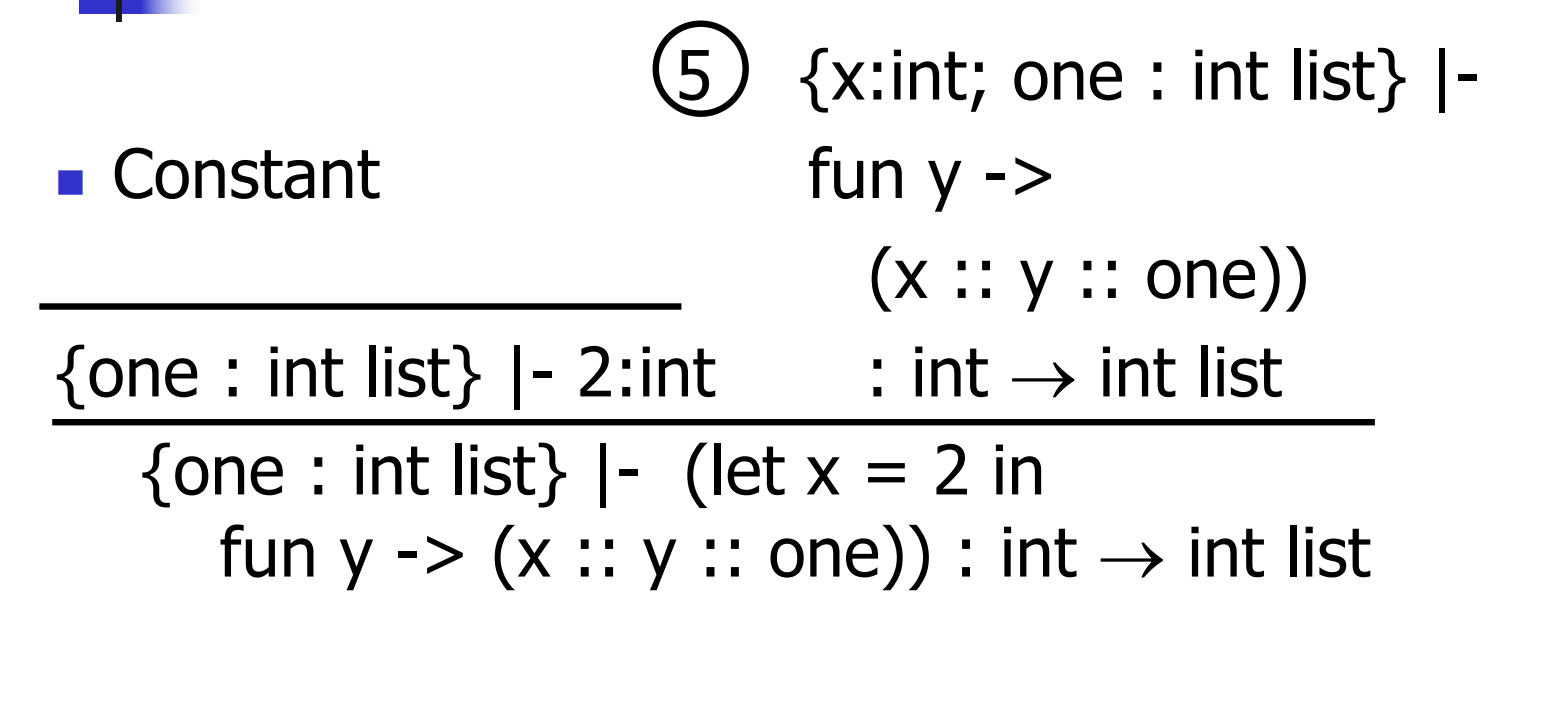 ⑤ {x:int; one : int list} |-
▪ Constant
fun y ->
(x :: y :: one))
{one : int list} |- 2:int
: int → int list
{one : int list} |- (let x = 2 in
fun y -> (x :: y :: one)) : int → int list